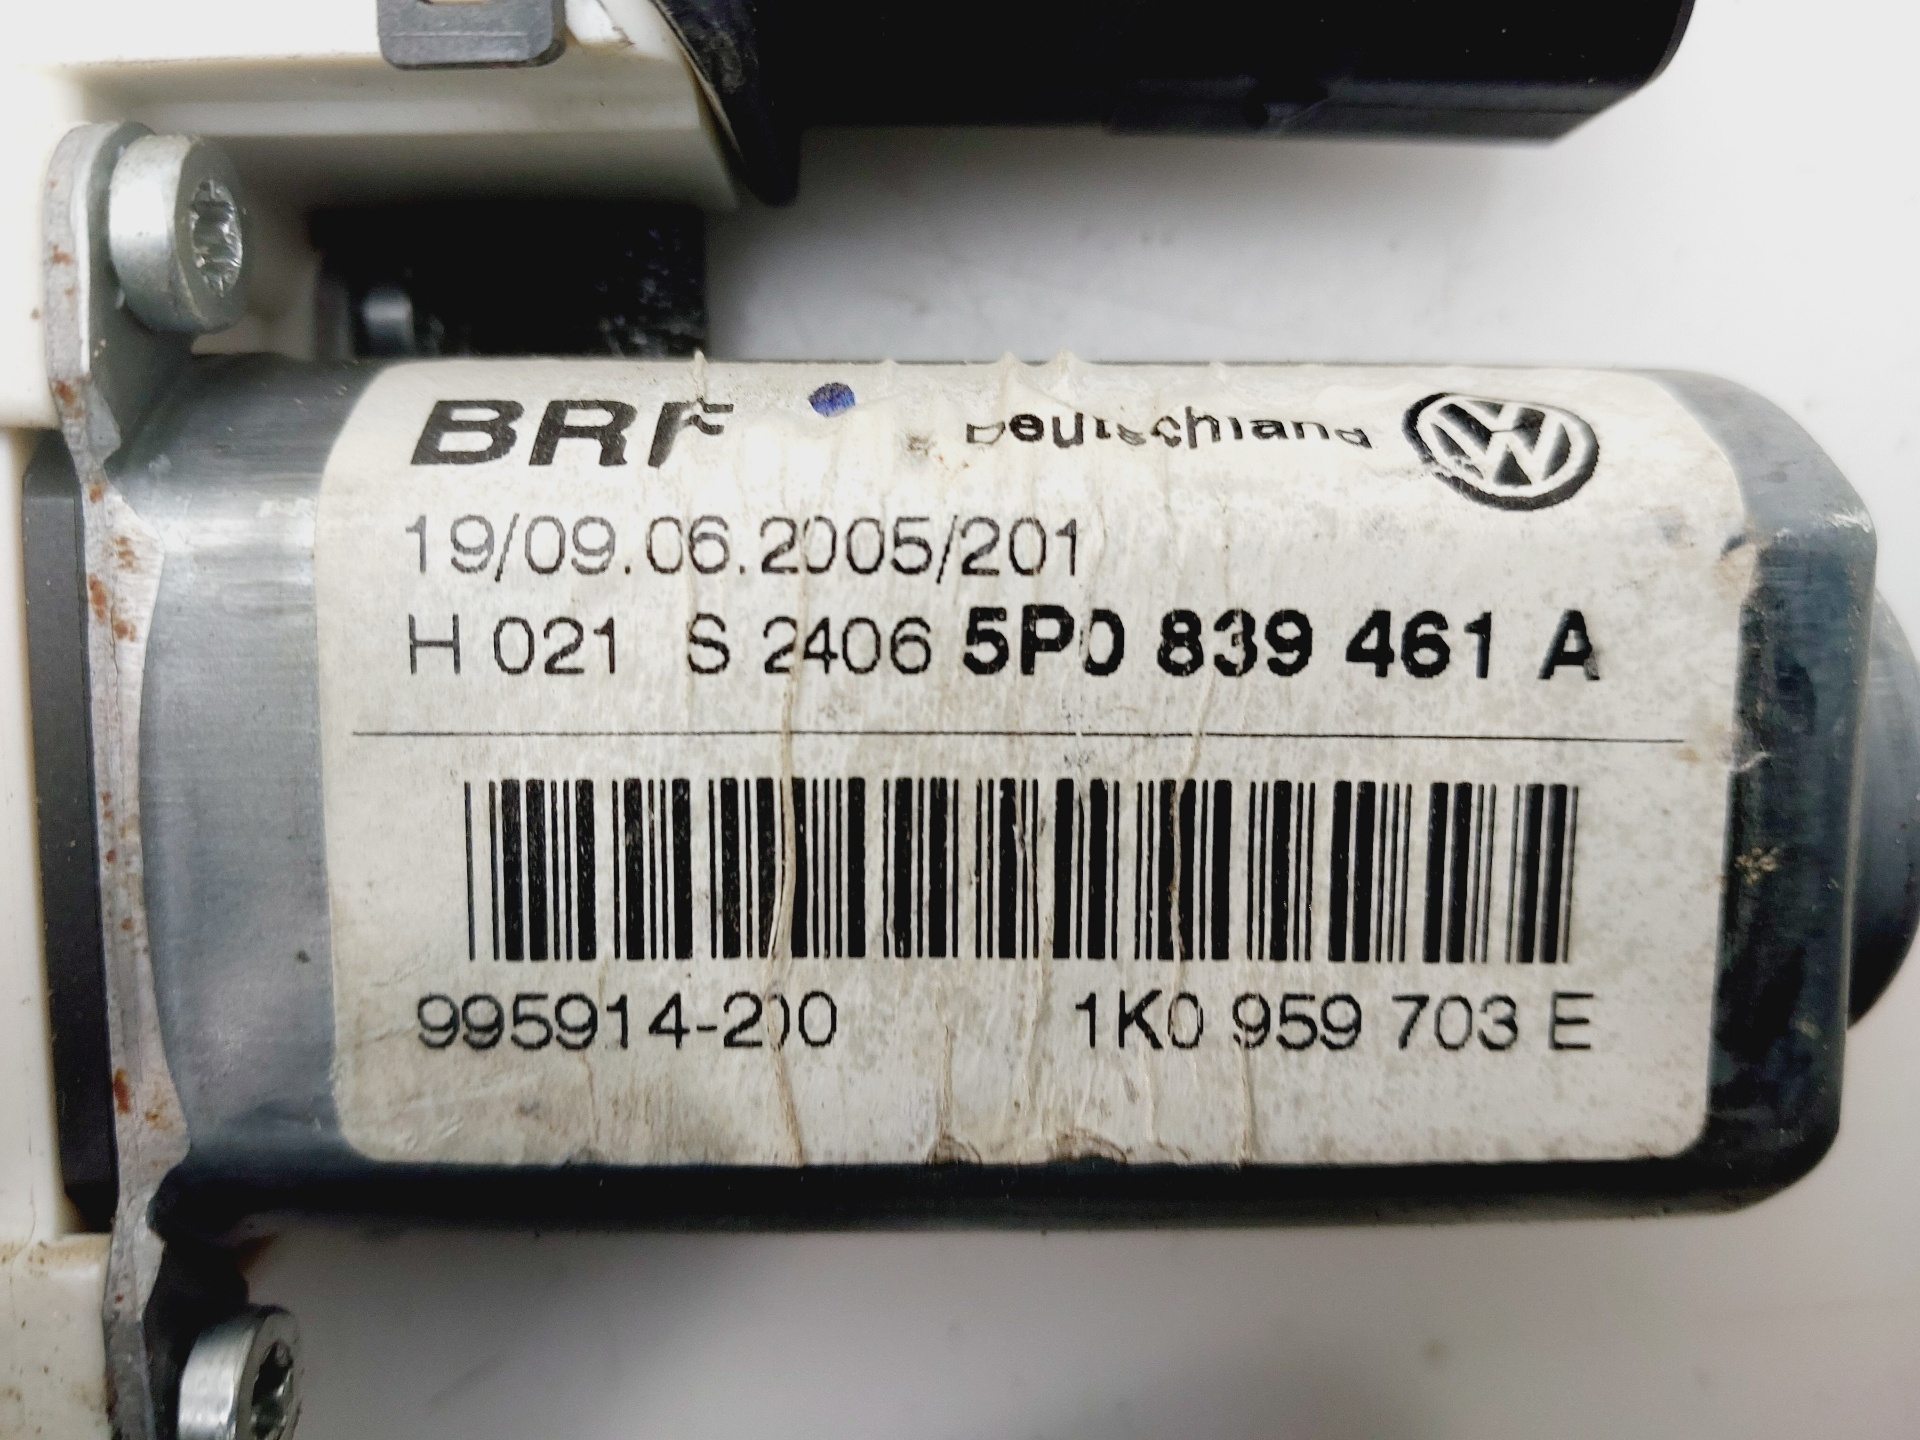 BRF Deutschland
19/09.06.2005/201
H 021 S 2406 5P0 839 461 A
995914-200 1K0 959 703 E